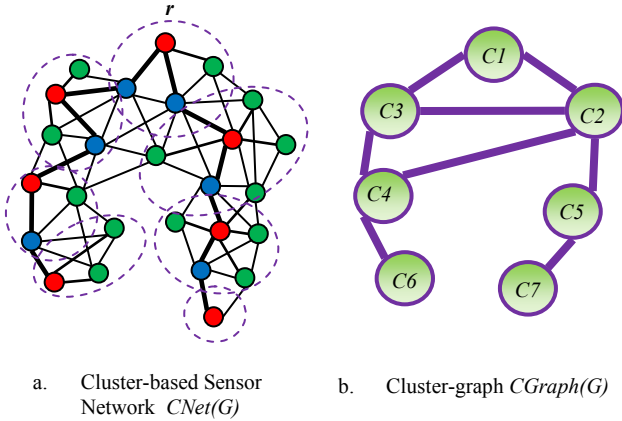 r
C1
C3
C2
C4
C5
C6
C7
a. Cluster-based Sensor
Network CNet(G)
b. Cluster-graph CGraph(G)